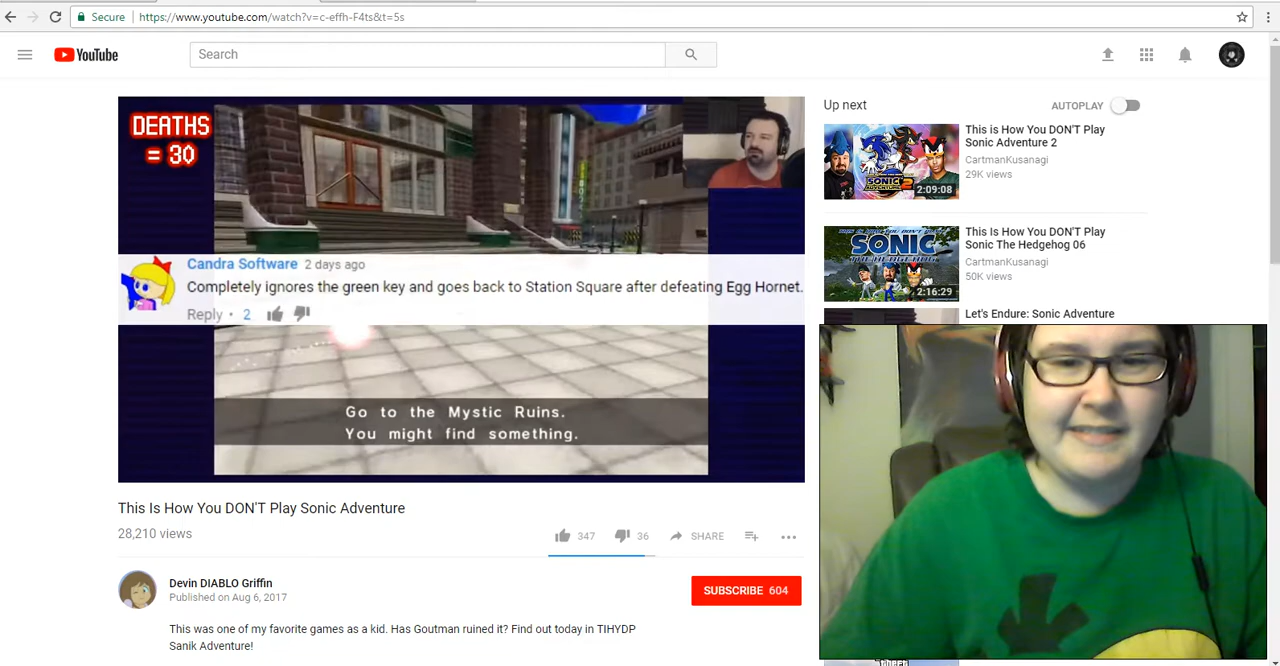 Secure
https://www.youtube.com/watch?v=c-effh-F4ts&t=5s
YouTube
Search
DEATHS
= 30
Candra Software 2 days ago
Completely ignores the green key and goes back to Station Square after defeating Egg Hornet.
Reply • 2
Go to the Mystic Ruins.
You might find something.
This Is How You DON'T Play Sonic Adventure
28,210 views
347 36 SHARE
Devin DIABLO Griffin
Published on Aug 6, 2017
SUBSCRIBE 604
This was one of my favorite games as a kid. Has Goutman ruined it? Find out today in TIHYDP
Sanik Adventure!
Up next
AUTOPLAY
SONIC
ADVENTURE 2
2:09:08
This is How You DON'T Play
Sonic Adventure 2
CartmanKusanagi
29K views
SONIC
2:16:29
This Is How You DON'T Play
Sonic The Hedgehog 06
CartmanKusanagi
50K views
Let's Endure: Sonic Adventure